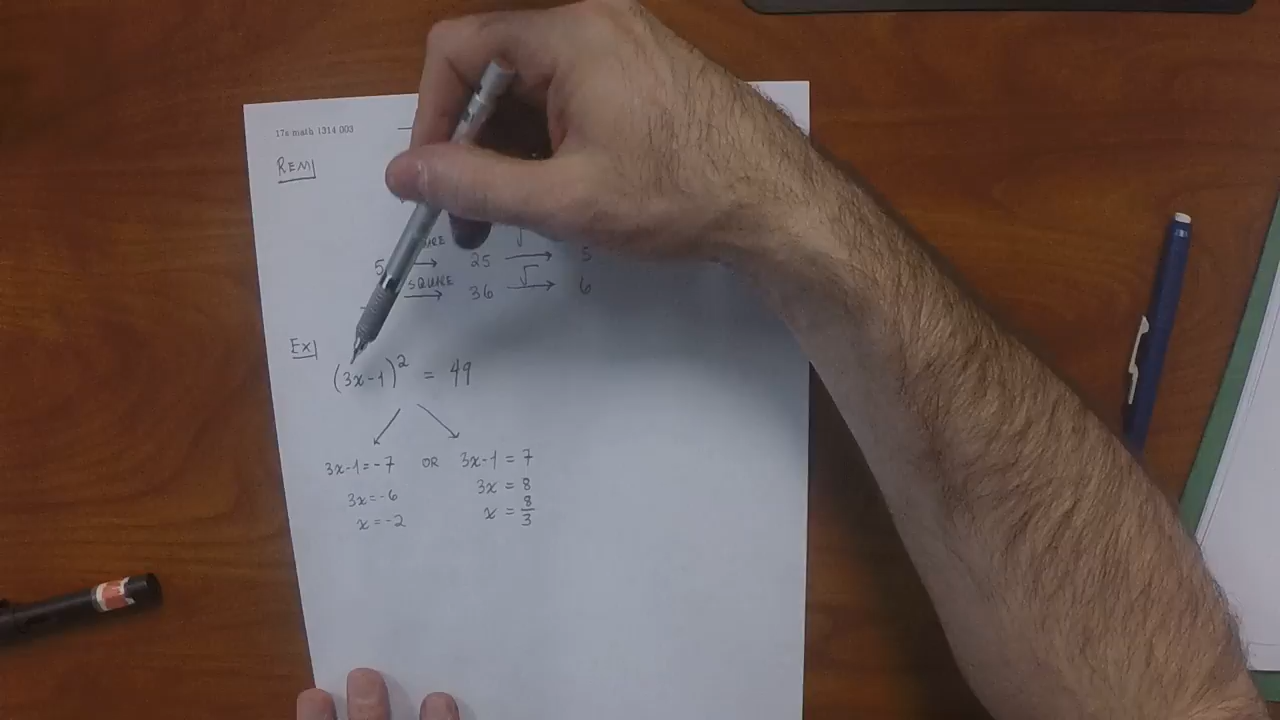 17s math 1314 003
REM
5 → 25 √→ 5
SQUARE → 36 √→ 6
EX
(3x-1)² = 49
3x-1=-7 OR 3x-1 = 7
3x=-6 3x = 8
x=-2 x = 8/3